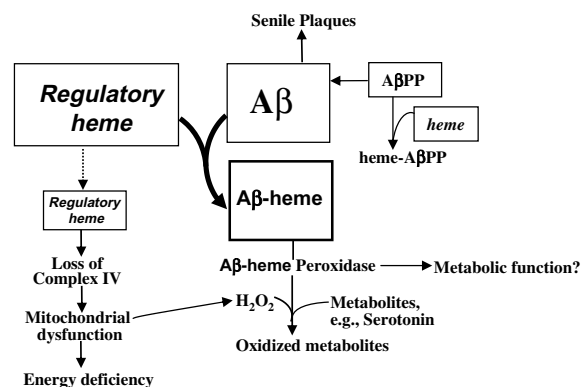 Senile Plaques
Regulatory
heme
Aβ
AβPP
heme
heme-AβPP
Aβ-heme
Regulatory
heme
Aβ-heme Peroxidase
Metabolic function?
Loss of
Complex IV
H₂O₂
Metabolites,
e.g., Serotonin
Mitochondrial
dysfunction
Oxidized metabolites
Energy deficiency